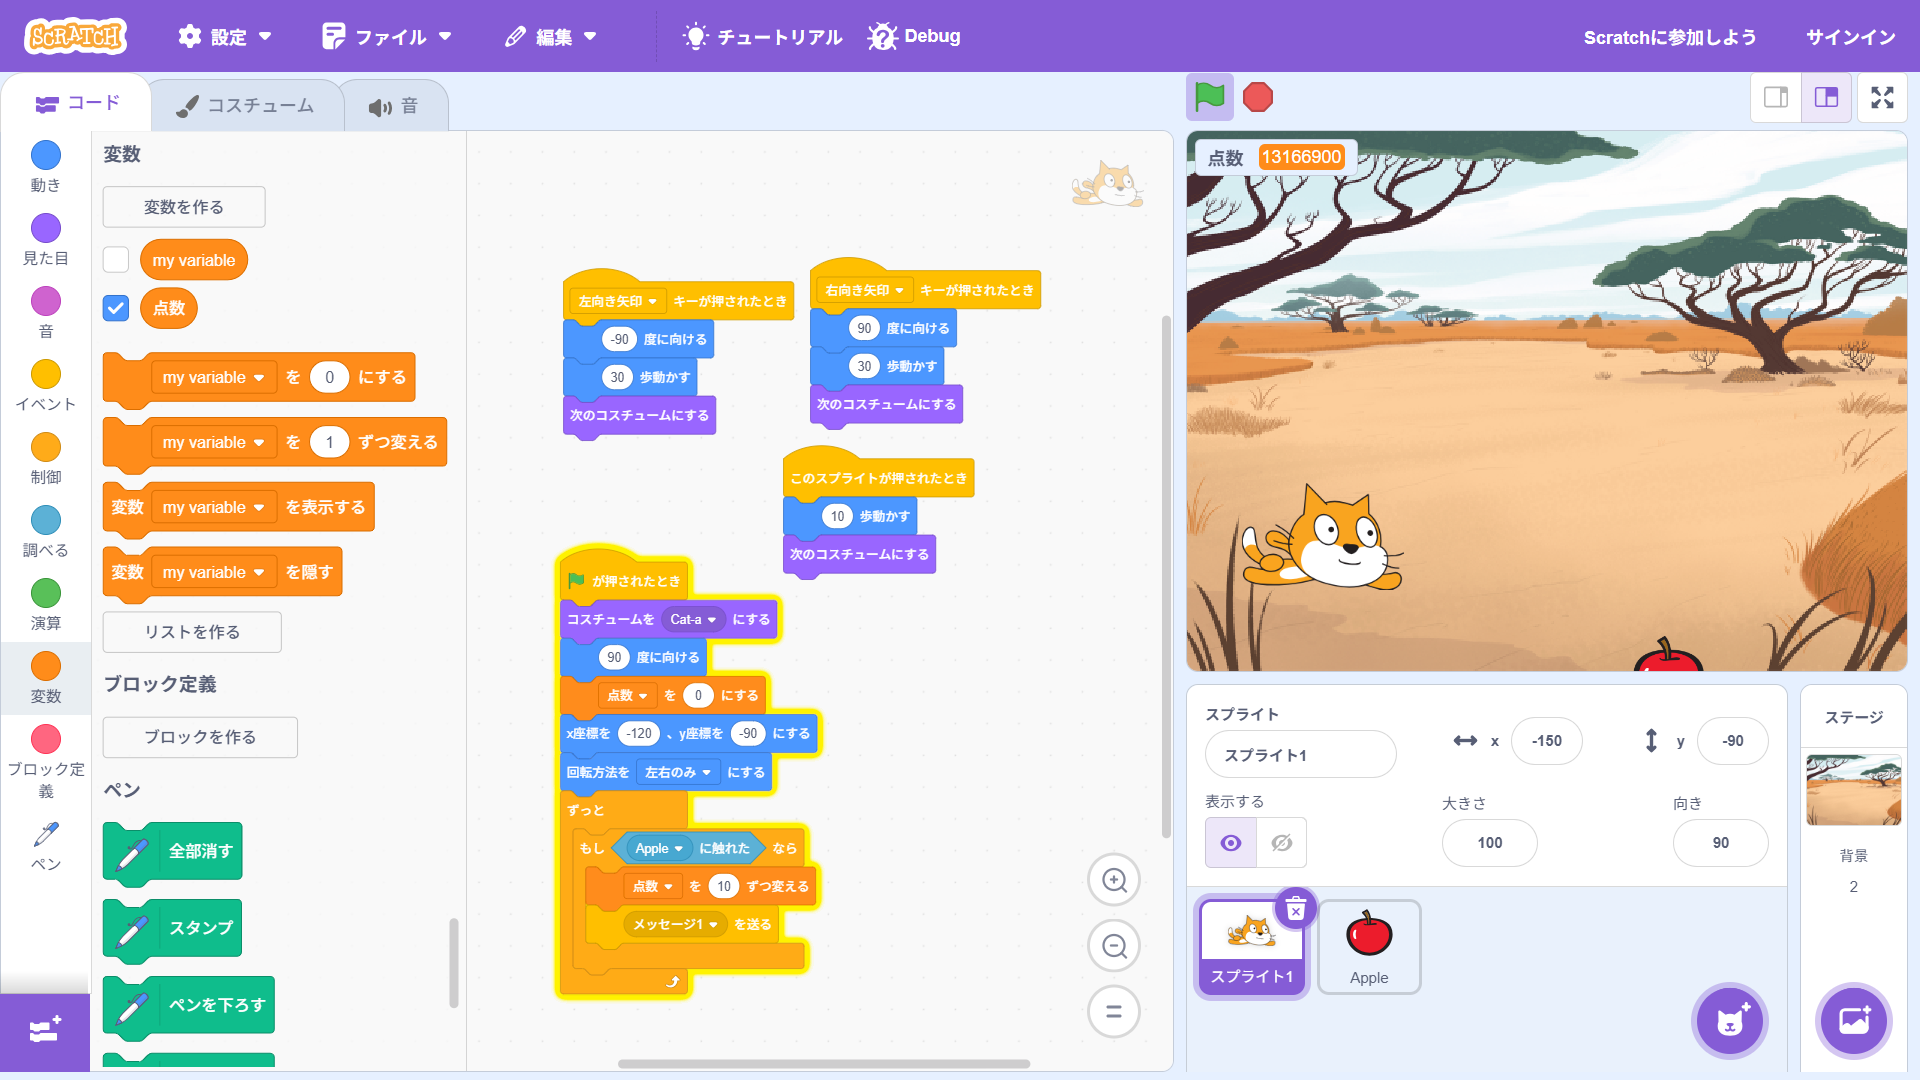 SCRATCH
設定
ファイル
編集
チュートリアル
Debug
Scratchに参加しよう
サインイン
コード
コスチューム
音
動き
見た目
音
イベント
制御
調べる
演算
変数
ブロック定
義
ペン
変数
変数を作る
my variable
点数
my variable を 0 にする
my variable を 1 ずつ変える
変数 my variable を表示する
変数 my variable を隠す
リストを作る
ブロック定義
ブロックを作る
ペン
全部消す
スタンプ
ペンを下ろす
左向き矢印 キーが押されたとき
-90 度に向ける
30 歩動かす
次のコスチュームにする
右向き矢印 キーが押されたとき
90 度に向ける
30 歩動かす
次のコスチュームにする
このスプライトが押されたとき
10 歩動かす
次のコスチュームにする
が押されたとき
コスチュームを Cat-a にする
90 度に向ける
点数 を 0 にする
x座標を -120 、y座標を -90 にする
回転方法を 左右のみ にする
ずっと
もし Apple に触れた なら
点数 を 10 ずつ変える
メッセージ1 を送る
点数 13166900
スプライト
スプライト1
x -150
y -90
表示する
大きさ
100
向き
90
スプライト1
Apple
ステージ
背景
2